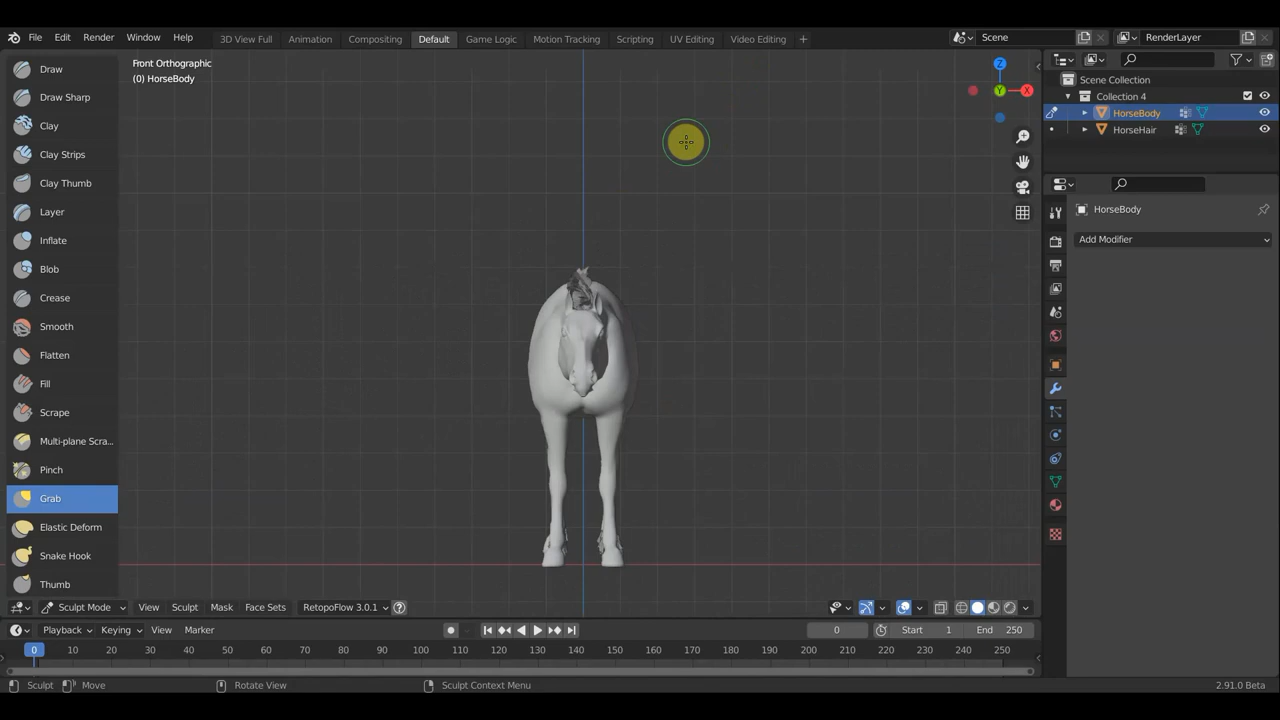 File Edit Render Window Help 3D View Full Animation Compositing Default Game Logic Motion Tracking Scripting UV Editing Video Editing + Scene RenderLayer
Front Orthographic
(0) HorseBody
Draw
Draw Sharp
Clay
Clay Strips
Clay Thumb
Layer
Inflate
Blob
Crease
Smooth
Flatten
Fill
Scrape
Multi-plane Scra...
Pinch
Grab
Elastic Deform
Snake Hook
Thumb
Z
Y X
Scene Collection
Collection 4
HorseBody
HorseHair
HorseBody
Add Modifier
Sculpt Mode View Sculpt Mask Face Sets RetopoFlow 3.0.1 ?
Playback Keying View Marker 0 Start 1 End 250
0 10 20 30 40 50 60 70 80 90 100 110 120 130 140 150 160 170 180 190 200 210 220 230 240 250
Sculpt Move Rotate View Sculpt Context Menu 2.91.0 Beta